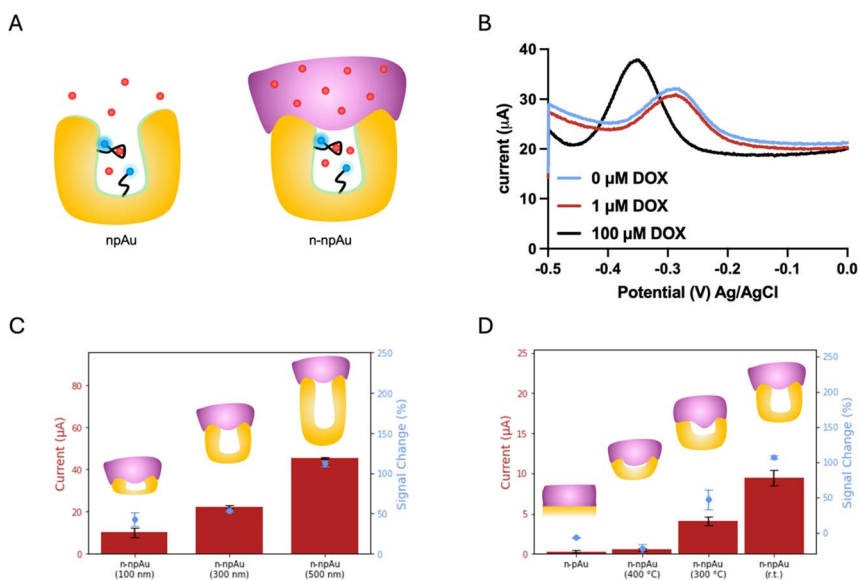 A
npAu
n-npAu
B
current (μA)
40
30
20
10
0
0 μM DOX
1 μM DOX
100 μM DOX
-0.5
-0.4
-0.3
-0.2
-0.1
0.0
Potential (V) Ag/AgCl
C
Current (μA)
80
60
40
20
0
250
200
150
100
50
0
Signal Change (%)
n-npAu
(100 nm)
n-npAu
(300 nm)
n-npAu
(500 nm)
D
Current (μA)
25
20
15
10
5
0
250
200
150
100
50
0
Signal Change (%)
n-pAu
n-npAu
(400 °C)
n-npAu
(300 °C)
n-npAu
(r.t.)